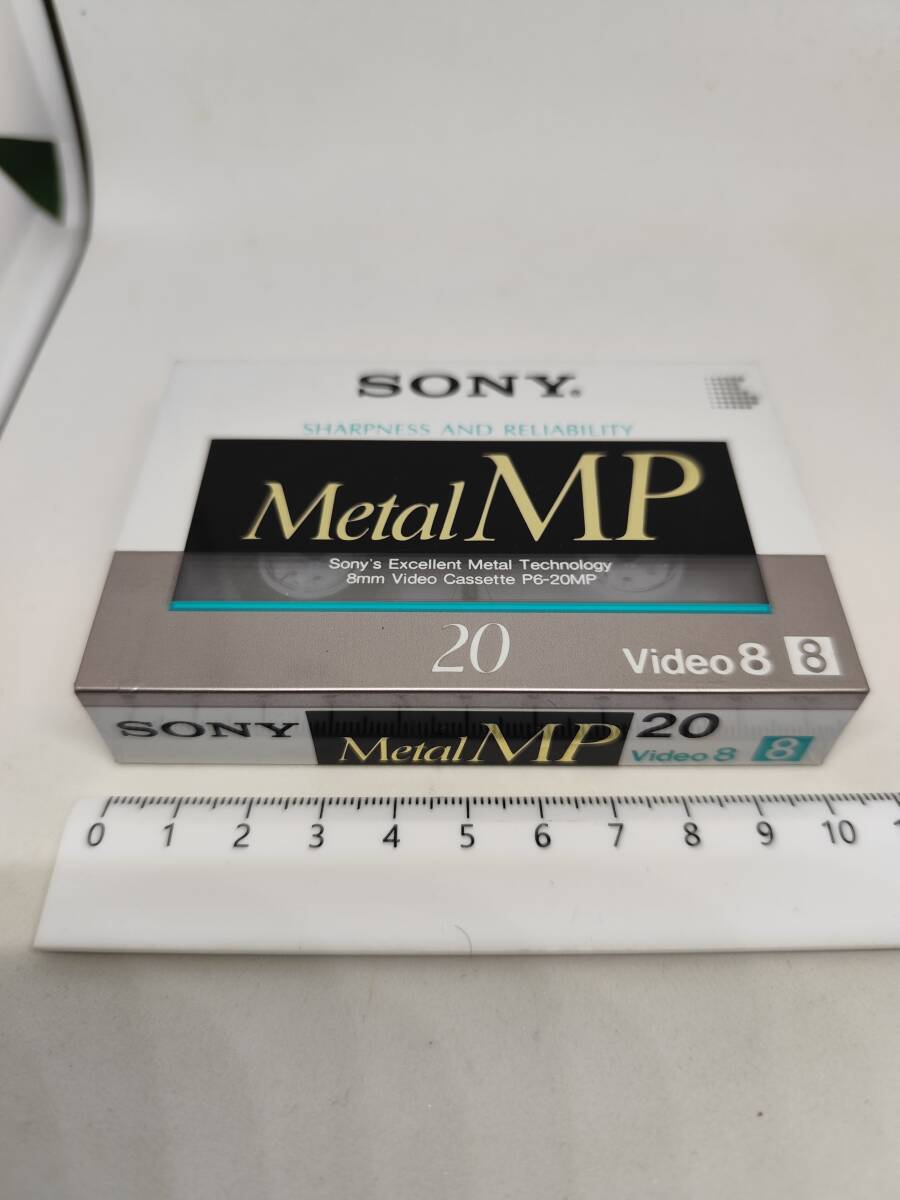 SONY®
SHARPNESS AND RELIABILITY
Metal MP
Sony's Excellent Metal Technology
8mm Video Cassette P6-20MP
20
Video 8 8
SONY Metal MP 20
Video 8 8
0 1 2 3 4 5 6 7 8 9 10